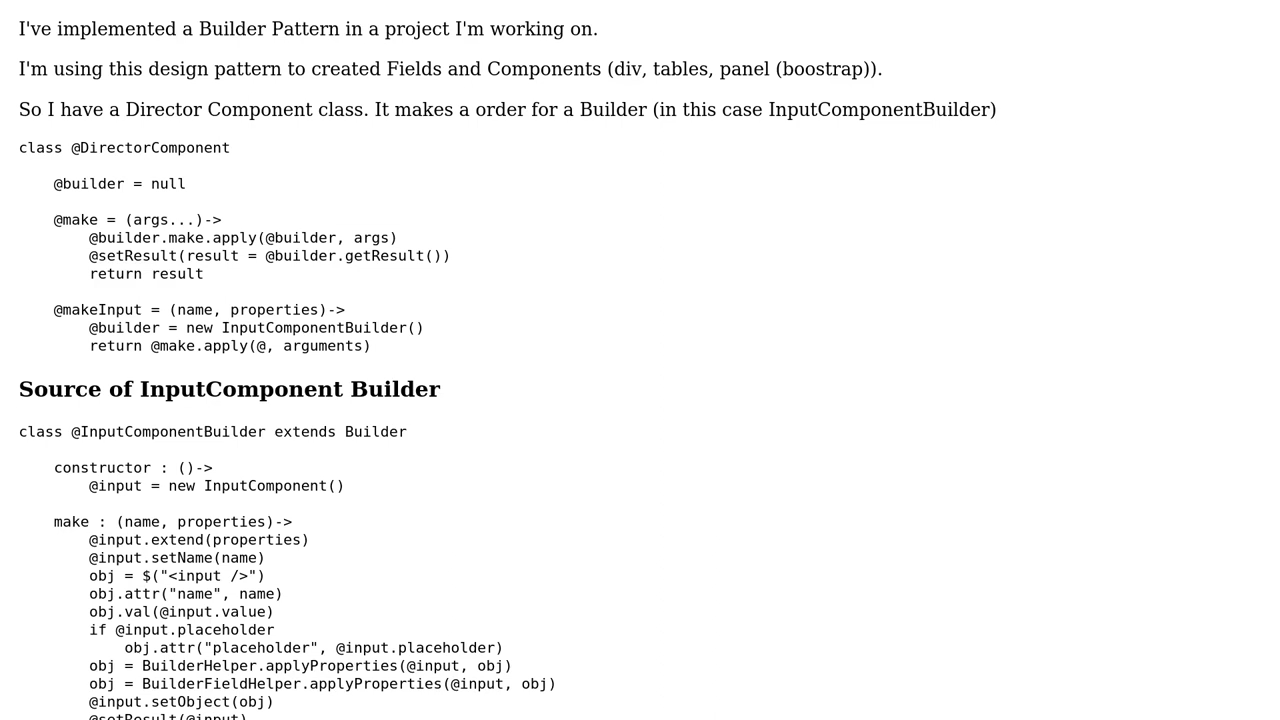 I've implemented a Builder Pattern in a project I'm working on.
I'm using this design pattern to created Fields and Components (div, tables, panel (boostrap)).
So I have a Director Component class. It makes a order for a Builder (in this case InputComponentBuilder)
class @DirectorComponent
    @builder = null
    @make = (args...)->
        @builder.make.apply(@builder, args)
        @setResult(result = @builder.getResult())
        return result
    @makeInput = (name, properties)->
        @builder = new InputComponentBuilder()
        return @make.apply(@, arguments)
Source of InputComponent Builder
class @InputComponentBuilder extends Builder
    constructor : ()->
        @input = new InputComponent()
    make : (name, properties)->
        @input.extend(properties)
        @input.setName(name)
        obj = $("<input />")
        obj.attr("name", name)
        obj.val(@input.value)
        if @input.placeholder
            obj.attr("placeholder", @input.placeholder)
        obj = BuilderHelper.applyProperties(@input, obj)
        obj = BuilderFieldHelper.applyProperties(@input, obj)
        @input.setObject(obj)
        @setResult(@input)